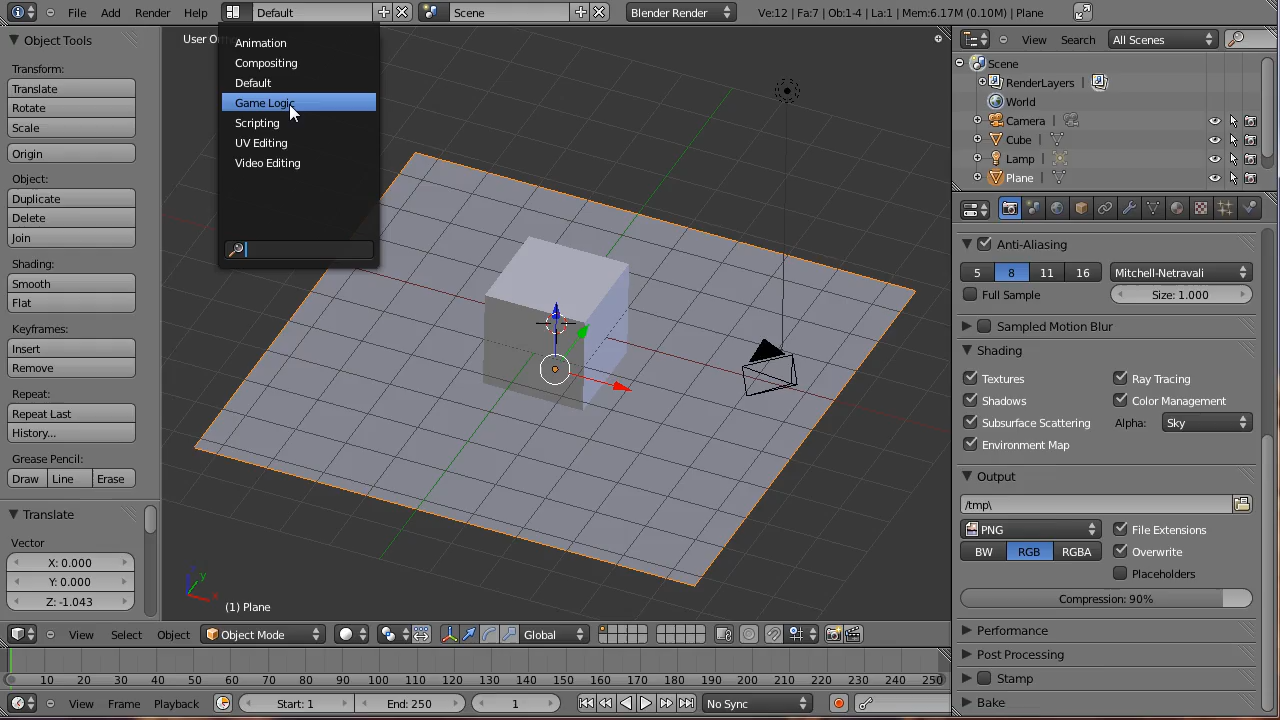 File Add Render Help Default Scene Blender Render Ve:12 | Fa:7 | Ob:1-4 | La:1 | Mem:6.17M (0.10M) | Plane
Object Tools
Transform:
Translate
Rotate
Scale
Origin
Object:
Duplicate
Delete
Join
Shading:
Smooth
Flat
Keyframes:
Insert
Remove
Repeat:
Repeat Last
History...
Grease Pencil:
Draw Line Erase
Translate
Vector
X: 0.000
Y: 0.000
Z: -1.043
User Or
Animation
Compositing
Default
Game Logic
Scripting
UV Editing
Video Editing
z
y
x
(1) Plane
View Select Object Object Mode Global
10 20 30 40 50 60 70 80 90 100 110 120 130 140 150 160 170 180 190 200 210 220 230 240 250
View Frame Playback Start: 1 End: 250 1 No Sync
View Search All Scenes
Scene
RenderLayers |
World
Camera |
Cube |
Lamp |
Plane |
Anti-Aliasing
5 8 11 16 Mitchell-Netravali
Full Sample Size: 1.000
Sampled Motion Blur
Shading
Textures Ray Tracing
Shadows Color Management
Subsurface Scattering Alpha: Sky
Environment Map
Output
/tmp\
PNG File Extensions
BW RGB RGBA Overwrite
Placeholders
Compression: 90%
Performance
Post Processing
Stamp
Bake